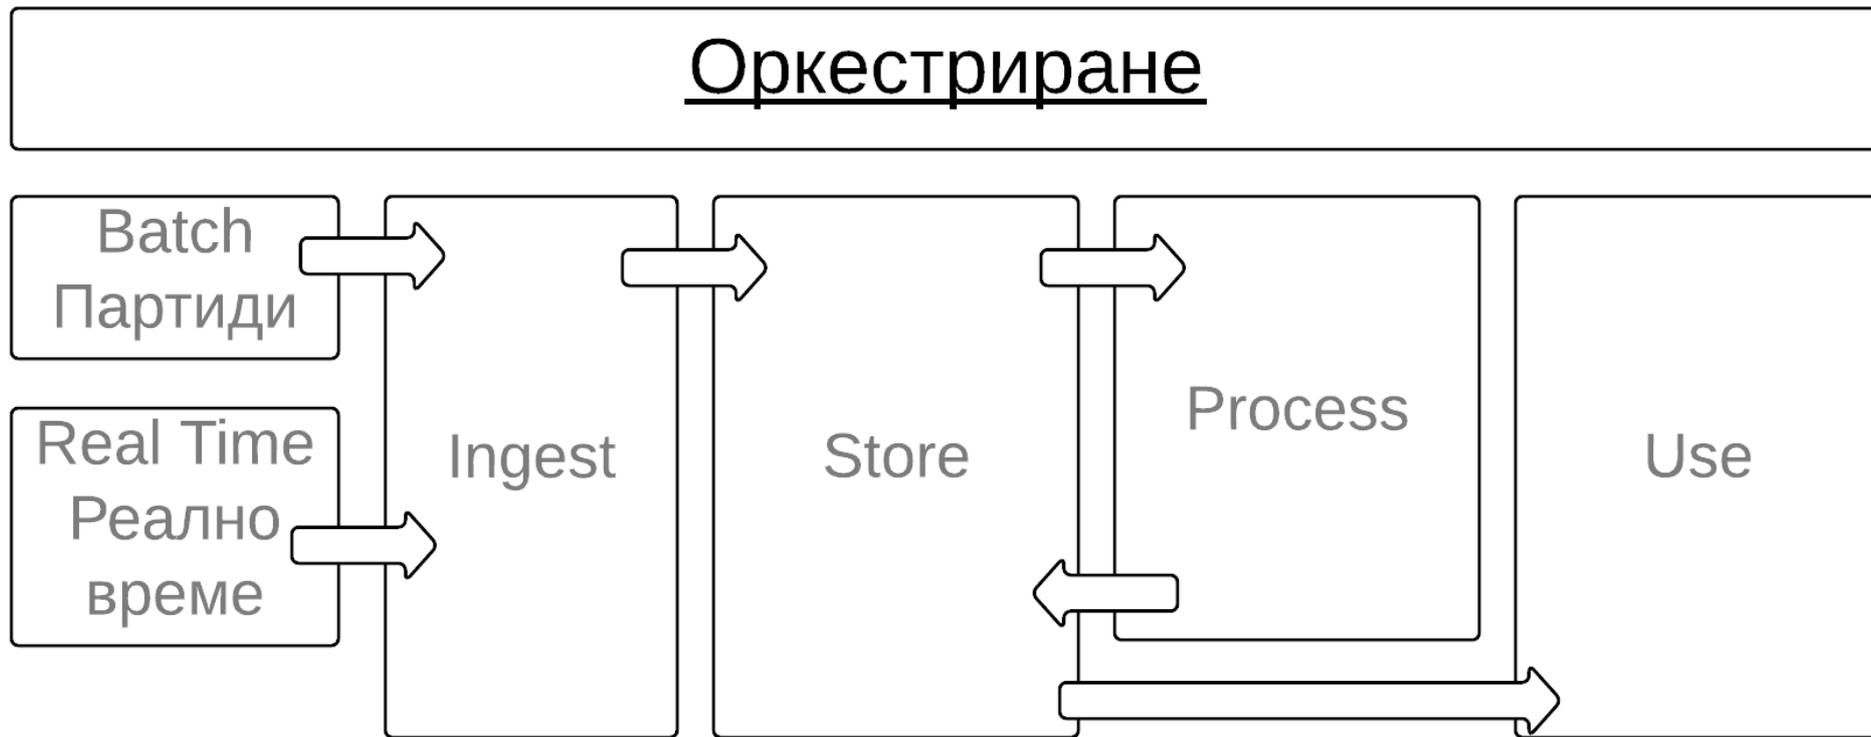 Оркестриране
Batch
Партиди
Real Time
Реално
време
Ingest
Store
Process
Use